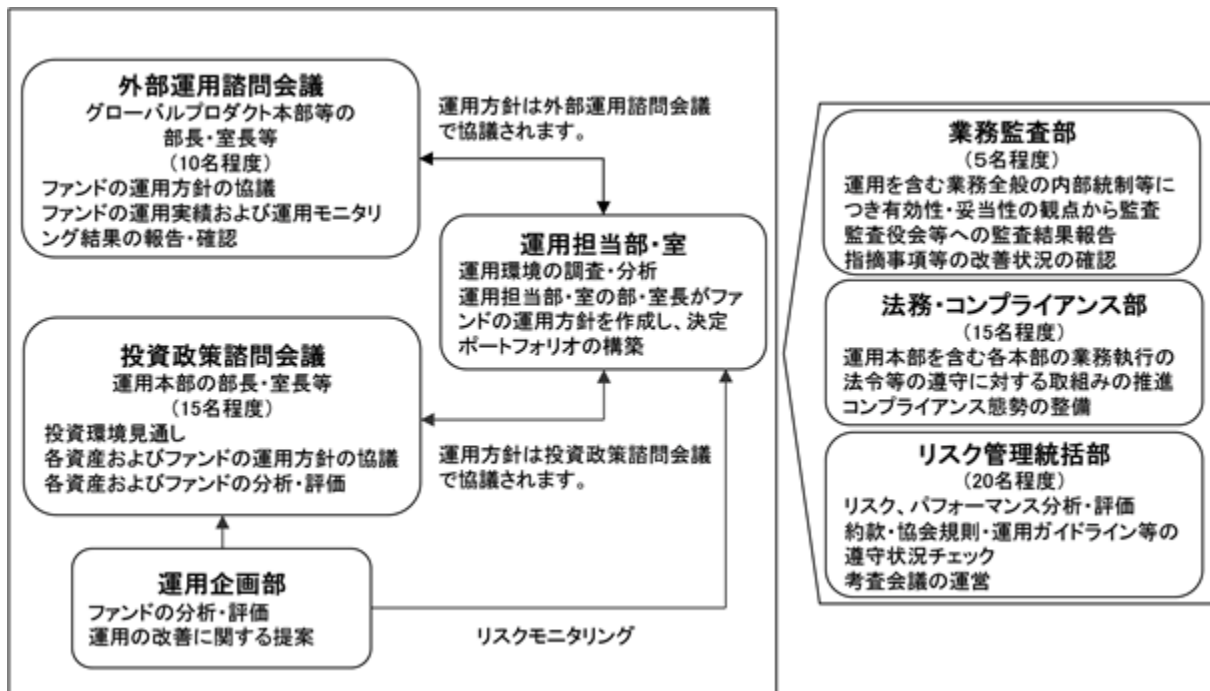 外部運用諮問会議
グローバルプロダクト本部等の
部長・室長等
(10名程度)
ファンドの運用方針の協議
ファンドの運用実績および運用モニタリ
ング結果の報告・確認
運用方針は外部運用諮問会議
で協議されます。
運用担当部・室
運用環境の調査・分析
運用担当部・室の部・室長がファ
ンドの運用方針を作成し、決定
ポートフォリオの構築
投資政策諮問会議
運用本部の部長・室長等
(15名程度)
投資環境見通し
各資産およびファンドの運用方針の協議
各資産およびファンドの分析・評価
運用方針は投資政策諮問会議
で協議されます。
運用企画部
ファンドの分析・評価
運用の改善に関する提案
リスクモニタリング
業務監査部
(5名程度)
運用を含む業務全般の内部統制等に
つき有効性・妥当性の観点から監査
監査役会等への監査結果報告
指摘事項等の改善状況の確認
法務・コンプライアンス部
(15名程度)
運用本部を含む各本部の業務執行の
法令等の遵守に対する取組みの推進
コンプライアンス態勢の整備
リスク管理統括部
(20名程度)
リスク、パフォーマンス分析・評価
約款・協会規則・運用ガイドライン等の
遵守状況チェック
考査会議の運営